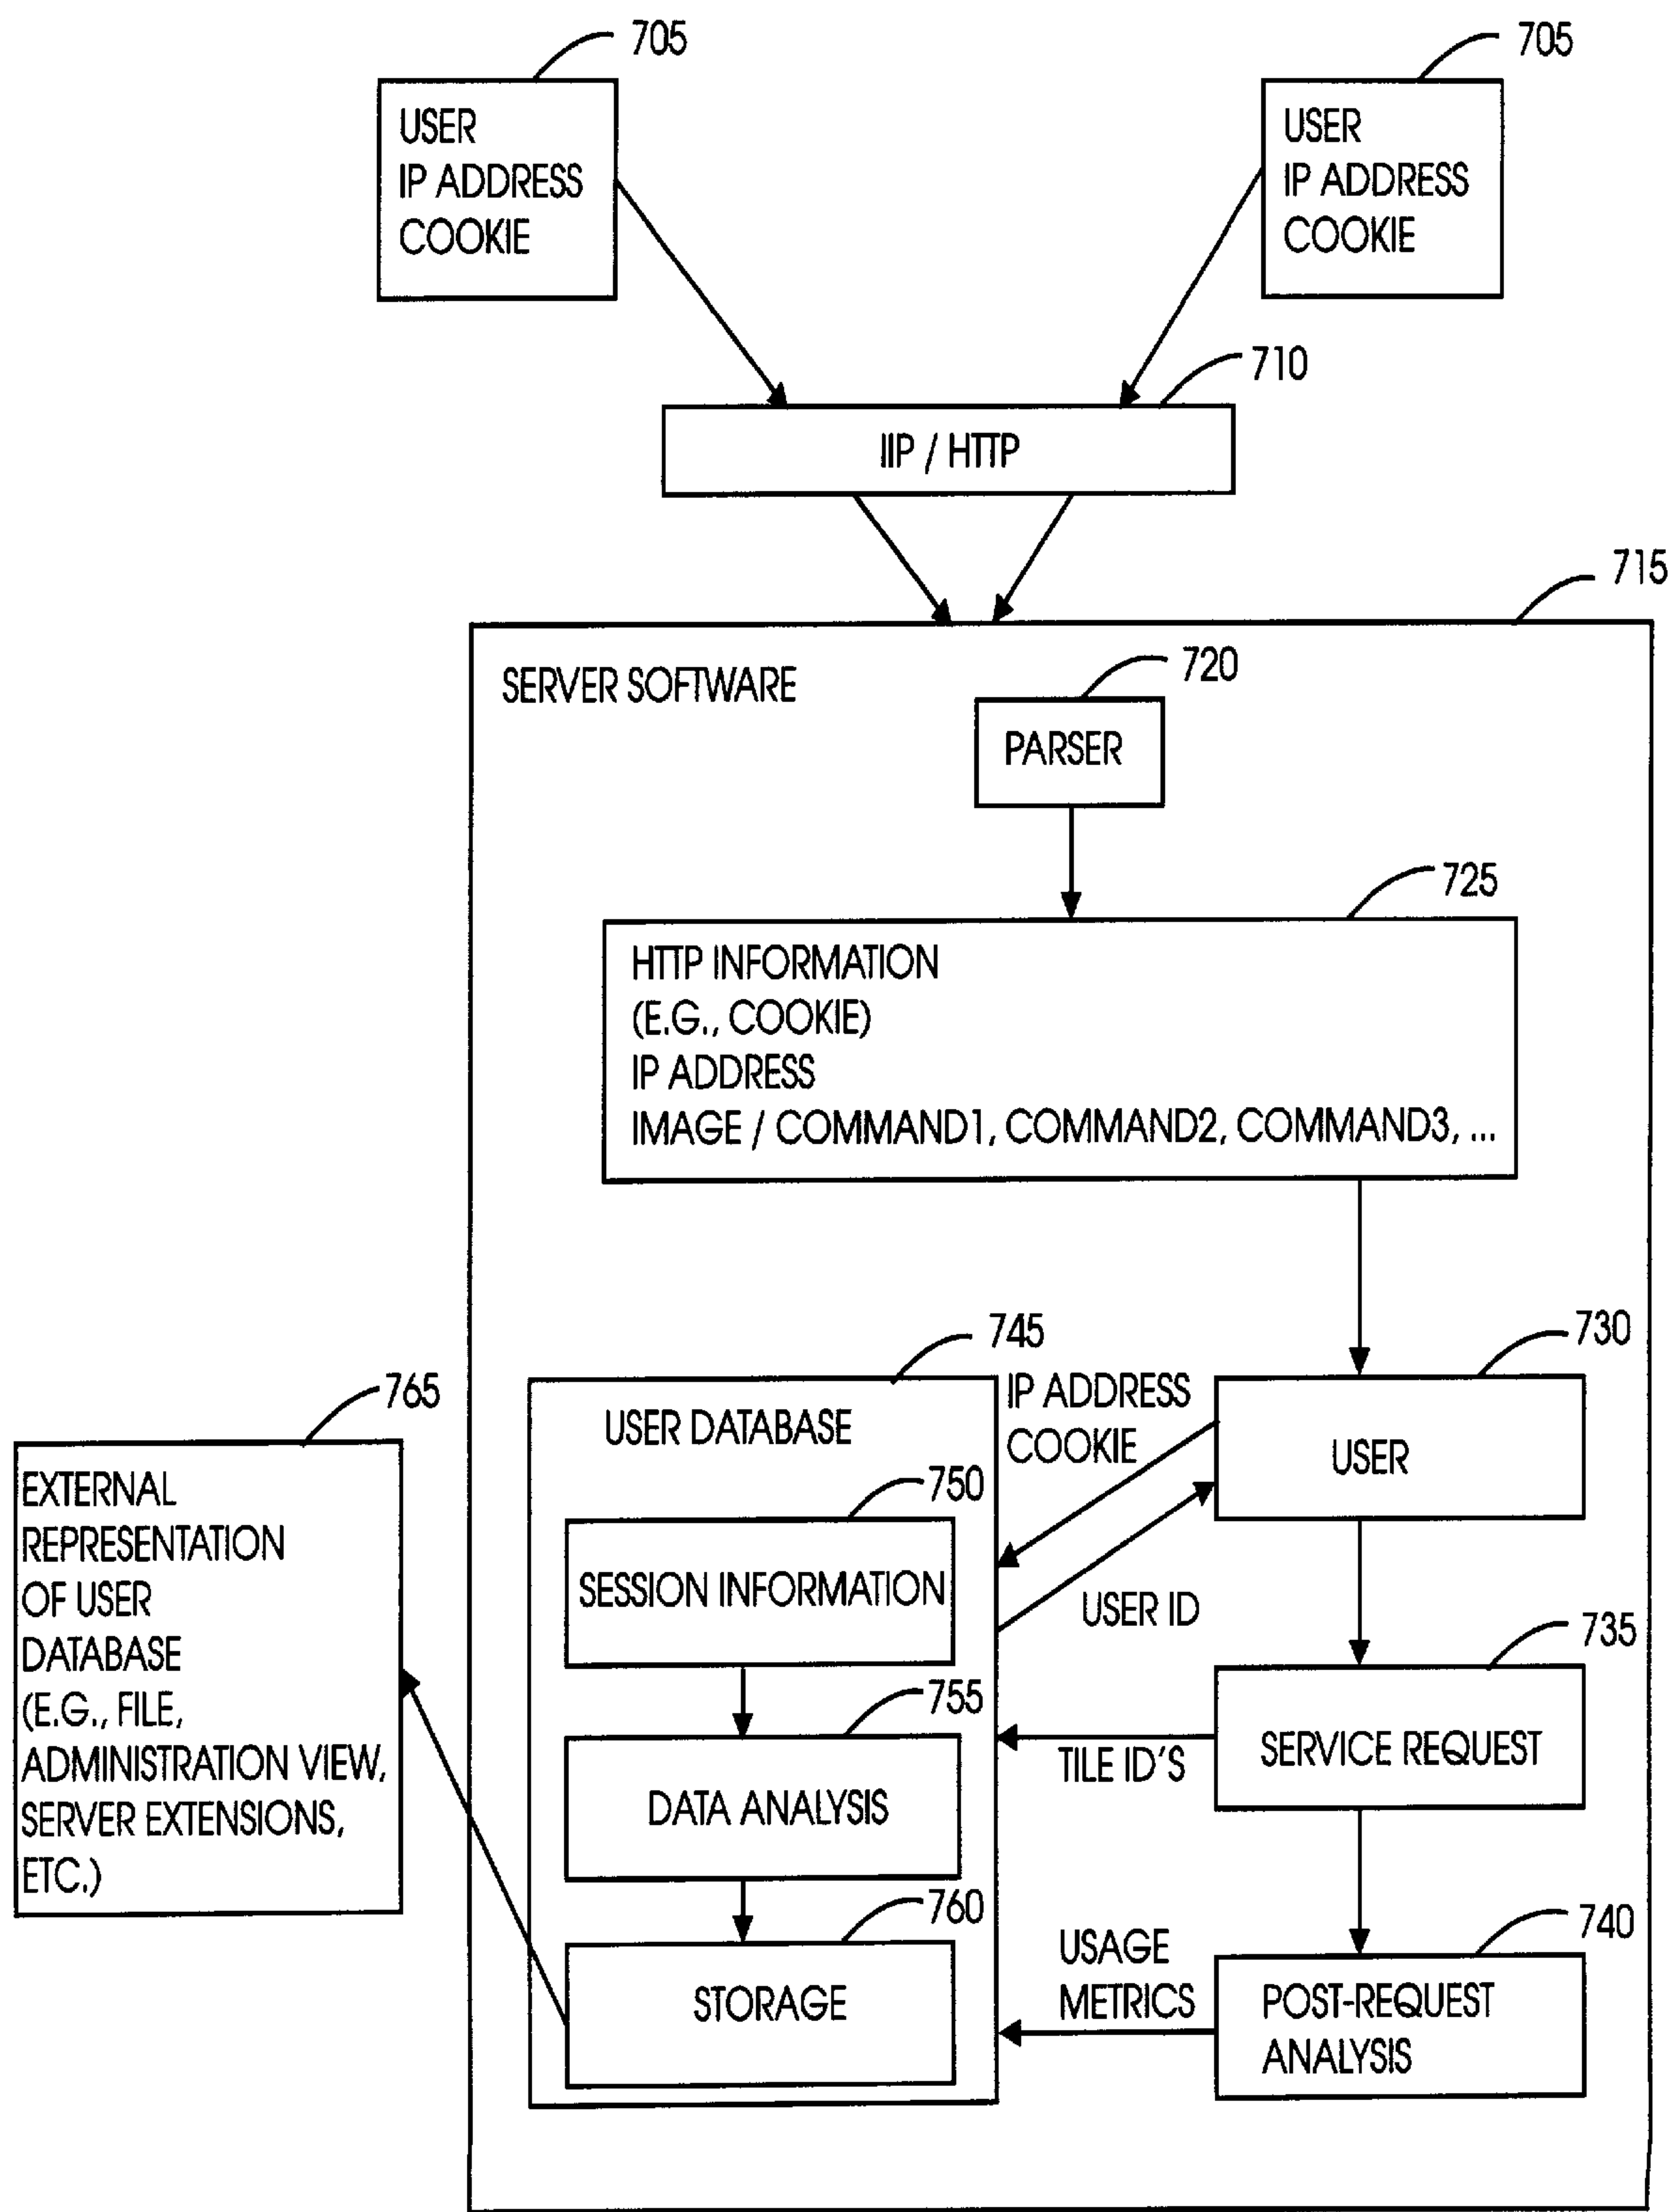 705
705
USER
IP ADDRESS
COOKIE
USER
IP ADDRESS
COOKIE
710
IIP / HTTP
715
SERVER SOFTWARE
720
PARSER
725
HTTP INFORMATION
(E.G., COOKIE)
IP ADDRESS
IMAGE / COMMAND1, COMMAND2, COMMAND3, ...
730
745
765
IP ADDRESS
COOKIE
USER
USER DATABASE
750
EXTERNAL
REPRESENTATION
OF USER
DATABASE
(E.G., FILE,
ADMINISTRATION VIEW,
SERVER EXTENSIONS,
ETC.)
SESSION INFORMATION
USER ID
735
755
SERVICE REQUEST
TILE ID'S
DATA ANALYSIS
760
740
USAGE
METRICS
STORAGE
POST-REQUEST
ANALYSIS